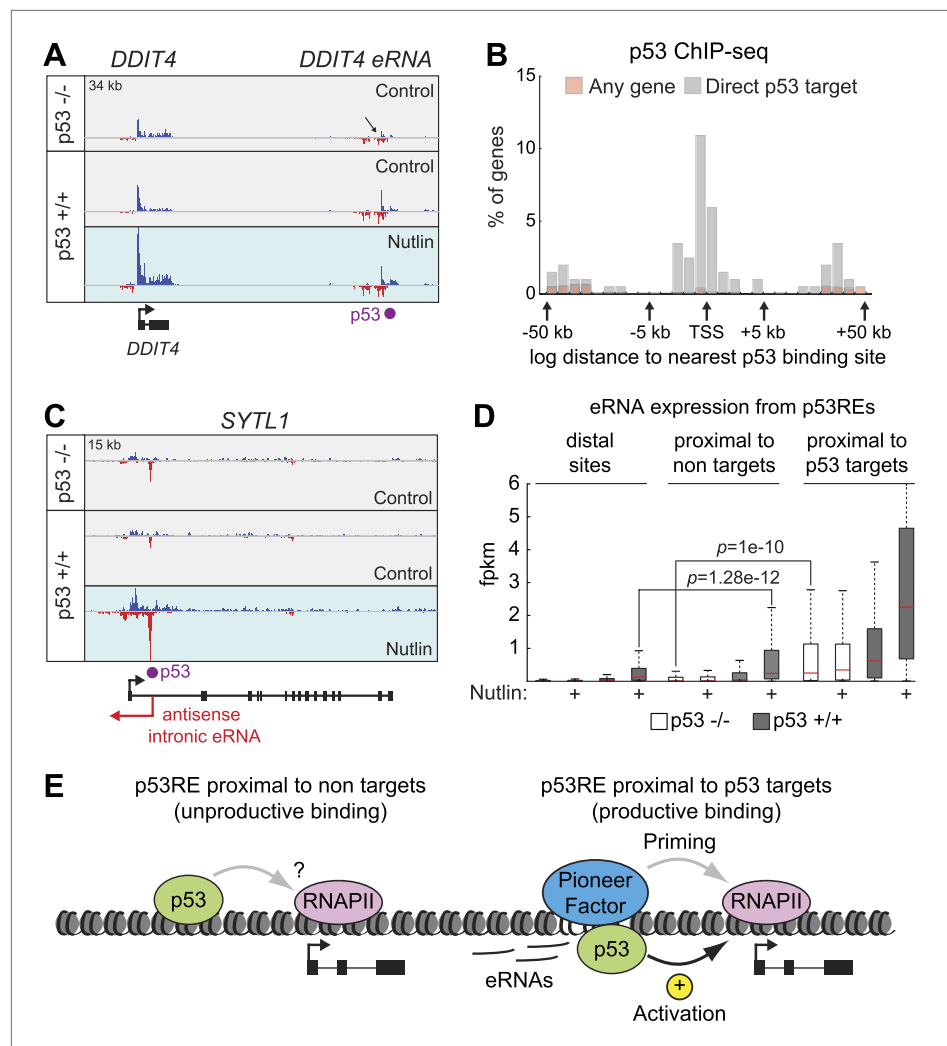 A
DDIT4
DDIT4 eRNA
34 kb
Control
p53 -/-
Control
p53 +/+
Nutlin
p53
DDIT4
B
p53 ChIP-seq
Any gene
Direct p53 target
% of genes
15
10
5
0
-50 kb
-5 kb
TSS
+5 kb
+50 kb
log distance to nearest p53 binding site
C
SYTL1
15 kb
p53 -/-
Control
p53 +/+
Control
Nutlin
p53
antisense
intronic eRNA
D
eRNA expression from p53REs
distal
sites
proximal to
non targets
proximal to
p53 targets
fpkm
6
5
4
3
2
1
p=1e-10
p=1.28e-12
Nutlin: + + + + + +
p53 -/-
p53 +/+
E
p53RE proximal to non targets
(unproductive binding)
p53
?
RNAPII
p53RE proximal to p53 targets
(productive binding)
Priming
Pioneer
Factor
RNAPII
p53
eRNAs
+
Activation